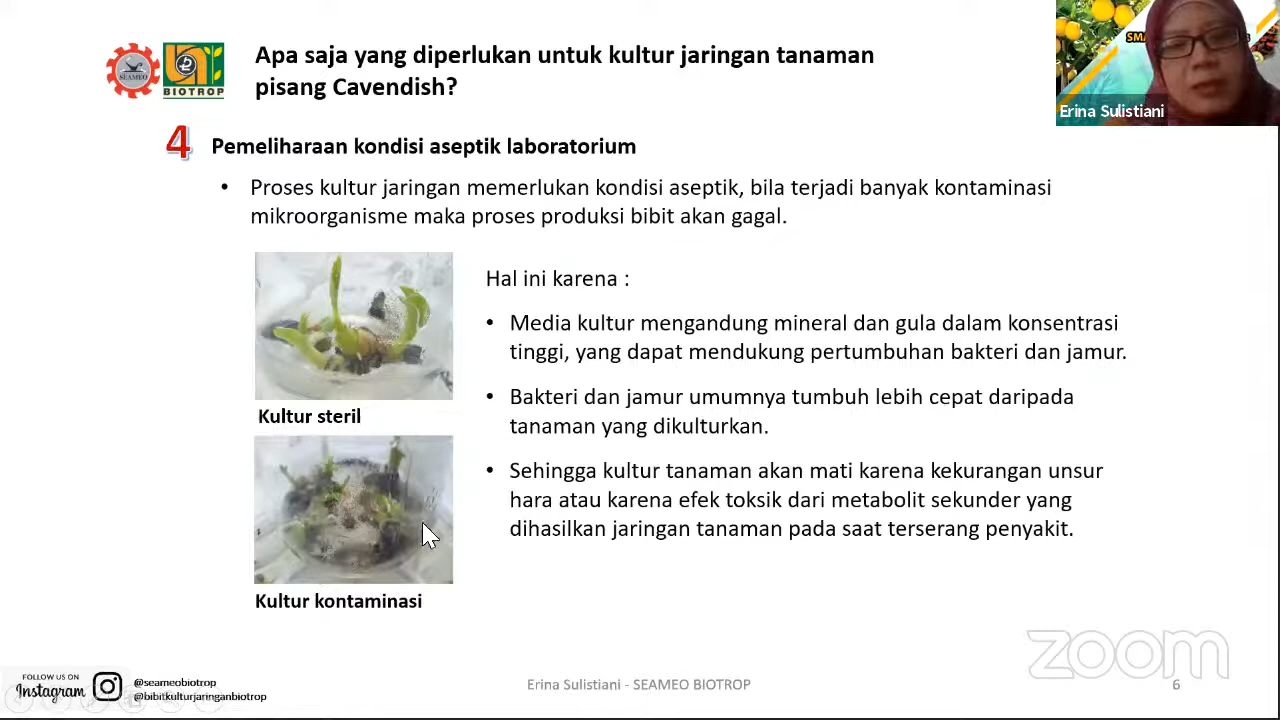 Apa saja yang diperlukan untuk kultur jaringan tanaman
pisang Cavendish?
SEAMEO
BIOTROP
Erina Sulistiani
4 Pemeliharaan kondisi aseptik laboratorium
• Proses kultur jaringan memerlukan kondisi aseptik, bila terjadi banyak kontaminasi
mikroorganisme maka proses produksi bibit akan gagal.
Kultur steril
Kultur kontaminasi
Hal ini karena :
• Media kultur mengandung mineral dan gula dalam konsentrasi
tinggi, yang dapat mendukung pertumbuhan bakteri dan jamur.
• Bakteri dan jamur umumnya tumbuh lebih cepat daripada
tanaman yang dikulturkan.
• Sehingga kultur tanaman akan mati karena kekurangan unsur
hara atau karena efek toksik dari metabolit sekunder yang
dihasilkan jaringan tanaman pada saat terserang penyakit.
zoom
FOLLOW US ON
Instagram
@seameobiotrop
@bibitkulturjaringanbiotrop
Erina Sulistiani - SEAMEO BIOTROP
6